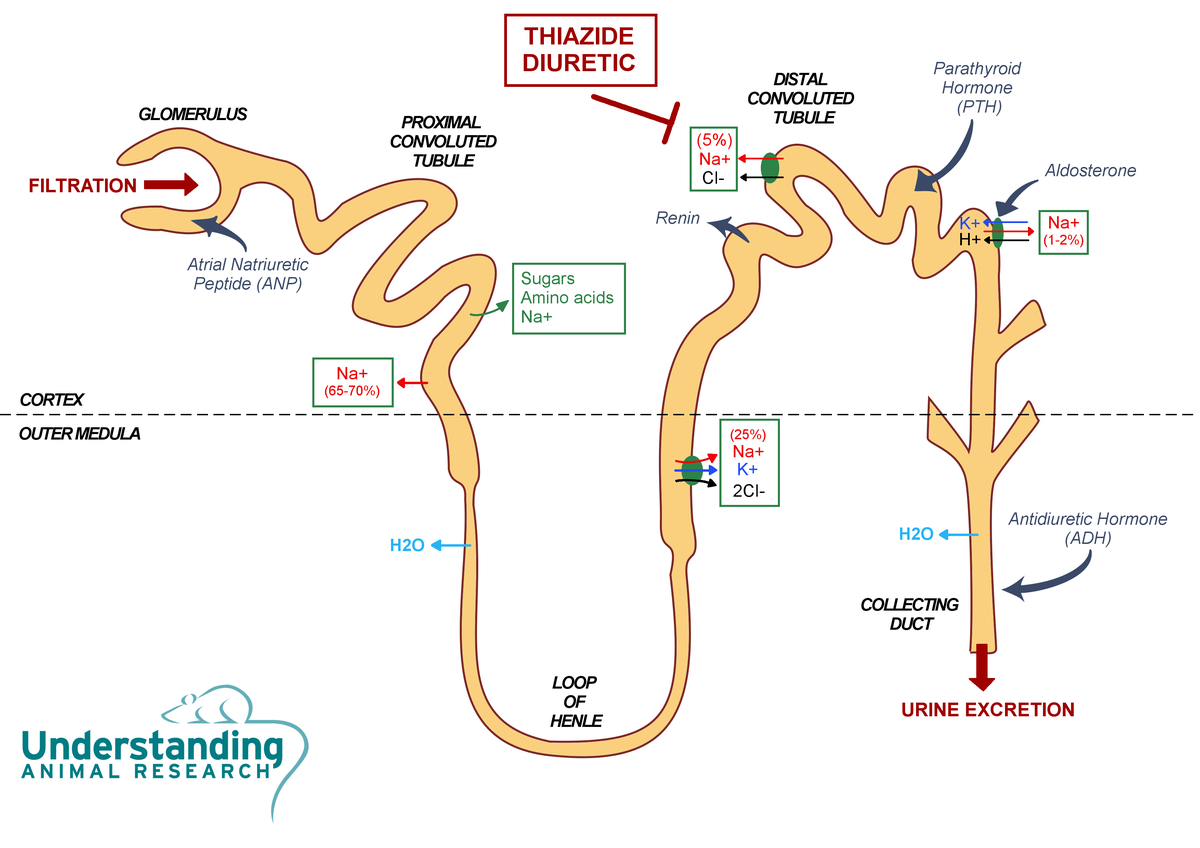 THIAZIDE
DIURETIC
GLOMERULUS
PROXIMAL
CONVOLUTED
TUBULE
DISTAL
CONVOLUTED
TUBULE
Parathyroid
Hormone
(PTH)
FILTRATION
(5%)
Na+
Cl-
Aldosterone
Renin
K+
H+
Na+
(1-2%)
Atrial Natriuretic
Peptide (ANP)
Sugars
Amino acids
Na+
Na+
(65-70%)
CORTEX
OUTER MEDULA
(25%)
Na+
K+
2Cl-
H2O
H2O
Antidiuretic Hormone
(ADH)
COLLECTING
DUCT
LOOP
OF
HENLE
URINE EXCRETION
Understanding
ANIMAL RESEARCH